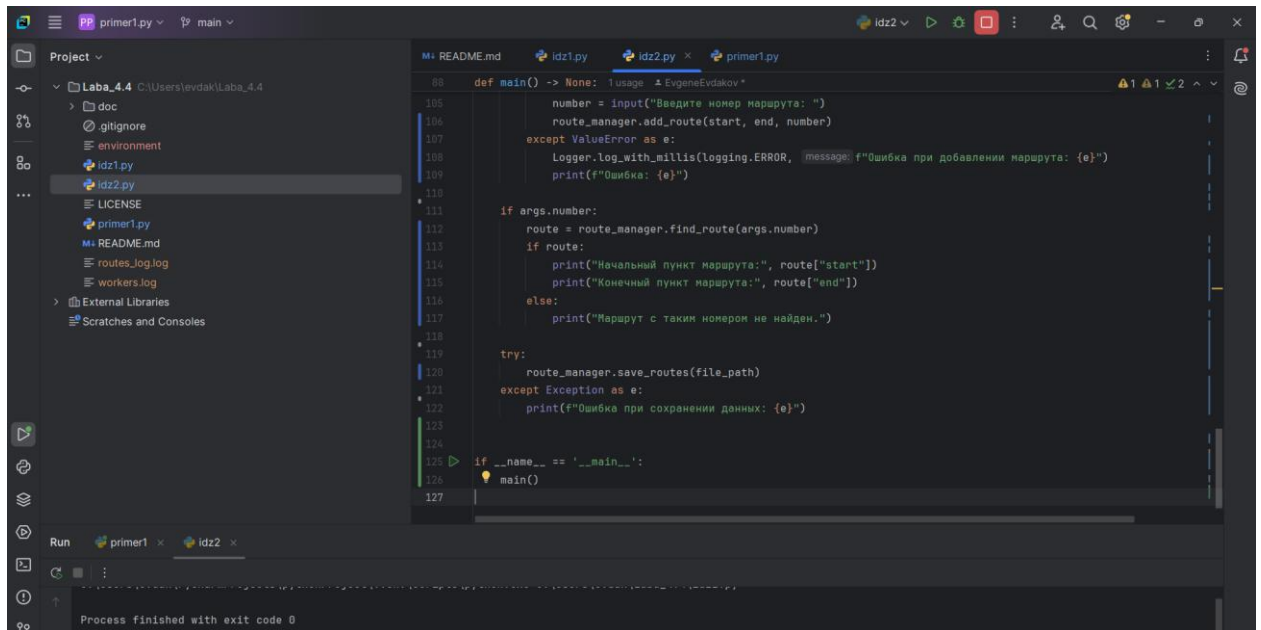 PP primer1.py main idz2
Project
README.md idz1.py idz2.py primer1.py
Laba_4.4 C:\Users\evdak\Laba_4.4
doc
.gitignore
environment
idz1.py
idz2.py
LICENSE
primer1.py
README.md
routes_log.log
workers.log
External Libraries
Scratches and Consoles
88 def main() -> None: 1 usage EvgeneEvdakov * 1 1 2
105 number = input("Введите номер маршрута: ")
106 route_manager.add_route(start, end, number)
107 except ValueError as e:
108 Logger.log_with_millis(logging.ERROR, message: f"Ошибка при добавлении маршрута: {e}")
109 print(f"Ошибка: {e}")
110
111 if args.number:
112 route = route_manager.find_route(args.number)
113 if route:
114 print("Начальный пункт маршрута:", route["start"])
115 print("Конечный пункт маршрута:", route["end"])
116 else:
117 print("Маршрут с таким номером не найден.")
118
119 try:
120 route_manager.save_routes(file_path)
121 except Exception as e:
122 print(f"Ошибка при сохранении данных: {e}")
123
124
125 if __name__ == '__main__':
126 main()
127
Run primer1 idz2
Process finished with exit code 0